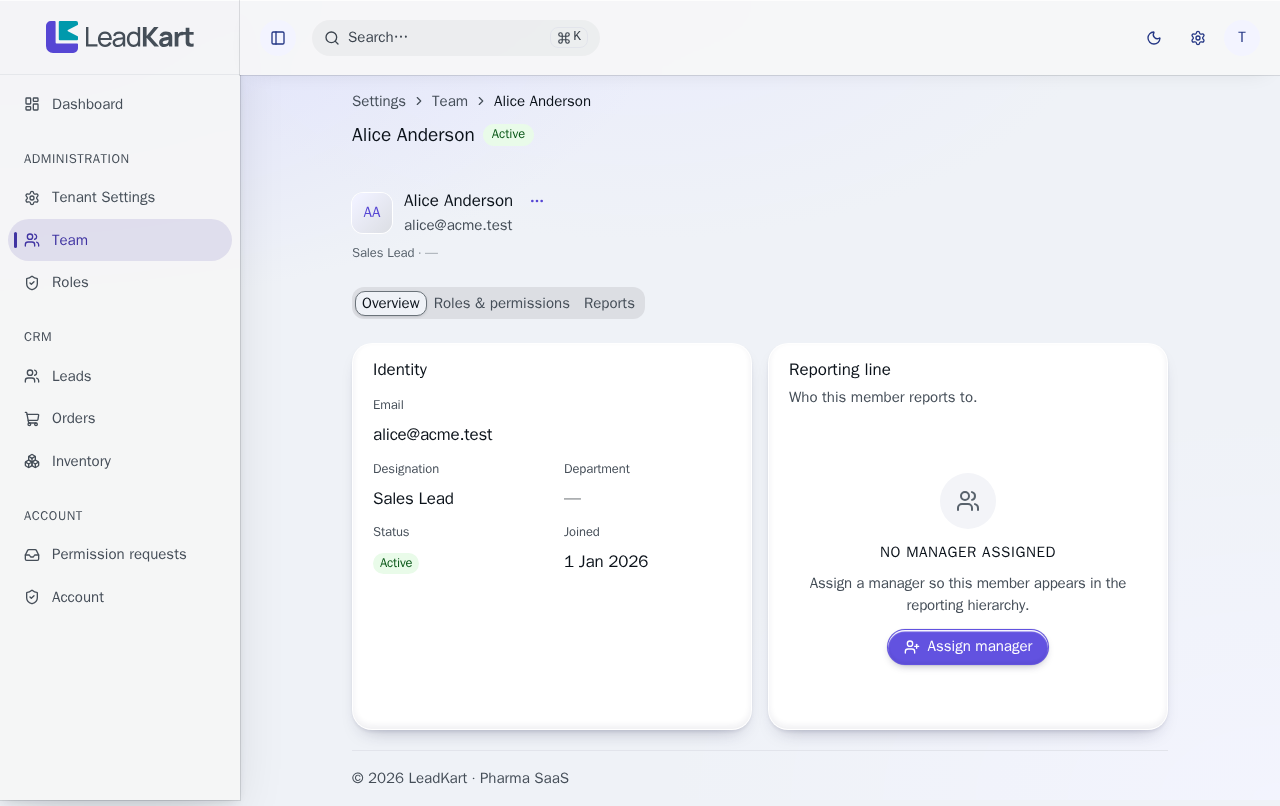 LeadKart
Search…
⌘K
T
Dashboard
ADMINISTRATION
Tenant Settings
Team
Roles
CRM
Leads
Orders
Inventory
ACCOUNT
Permission requests
Account
Settings > Team > Alice Anderson
Alice Anderson Active
AA
Alice Anderson ···
alice@acme.test
Sales Lead · —
Overview Roles & permissions Reports
Identity
Email
alice@acme.test
Designation Department
Sales Lead —
Status Joined
Active 1 Jan 2026
Reporting line
Who this member reports to.
NO MANAGER ASSIGNED
Assign a manager so this member appears in the
reporting hierarchy.
Assign manager
© 2026 LeadKart · Pharma SaaS